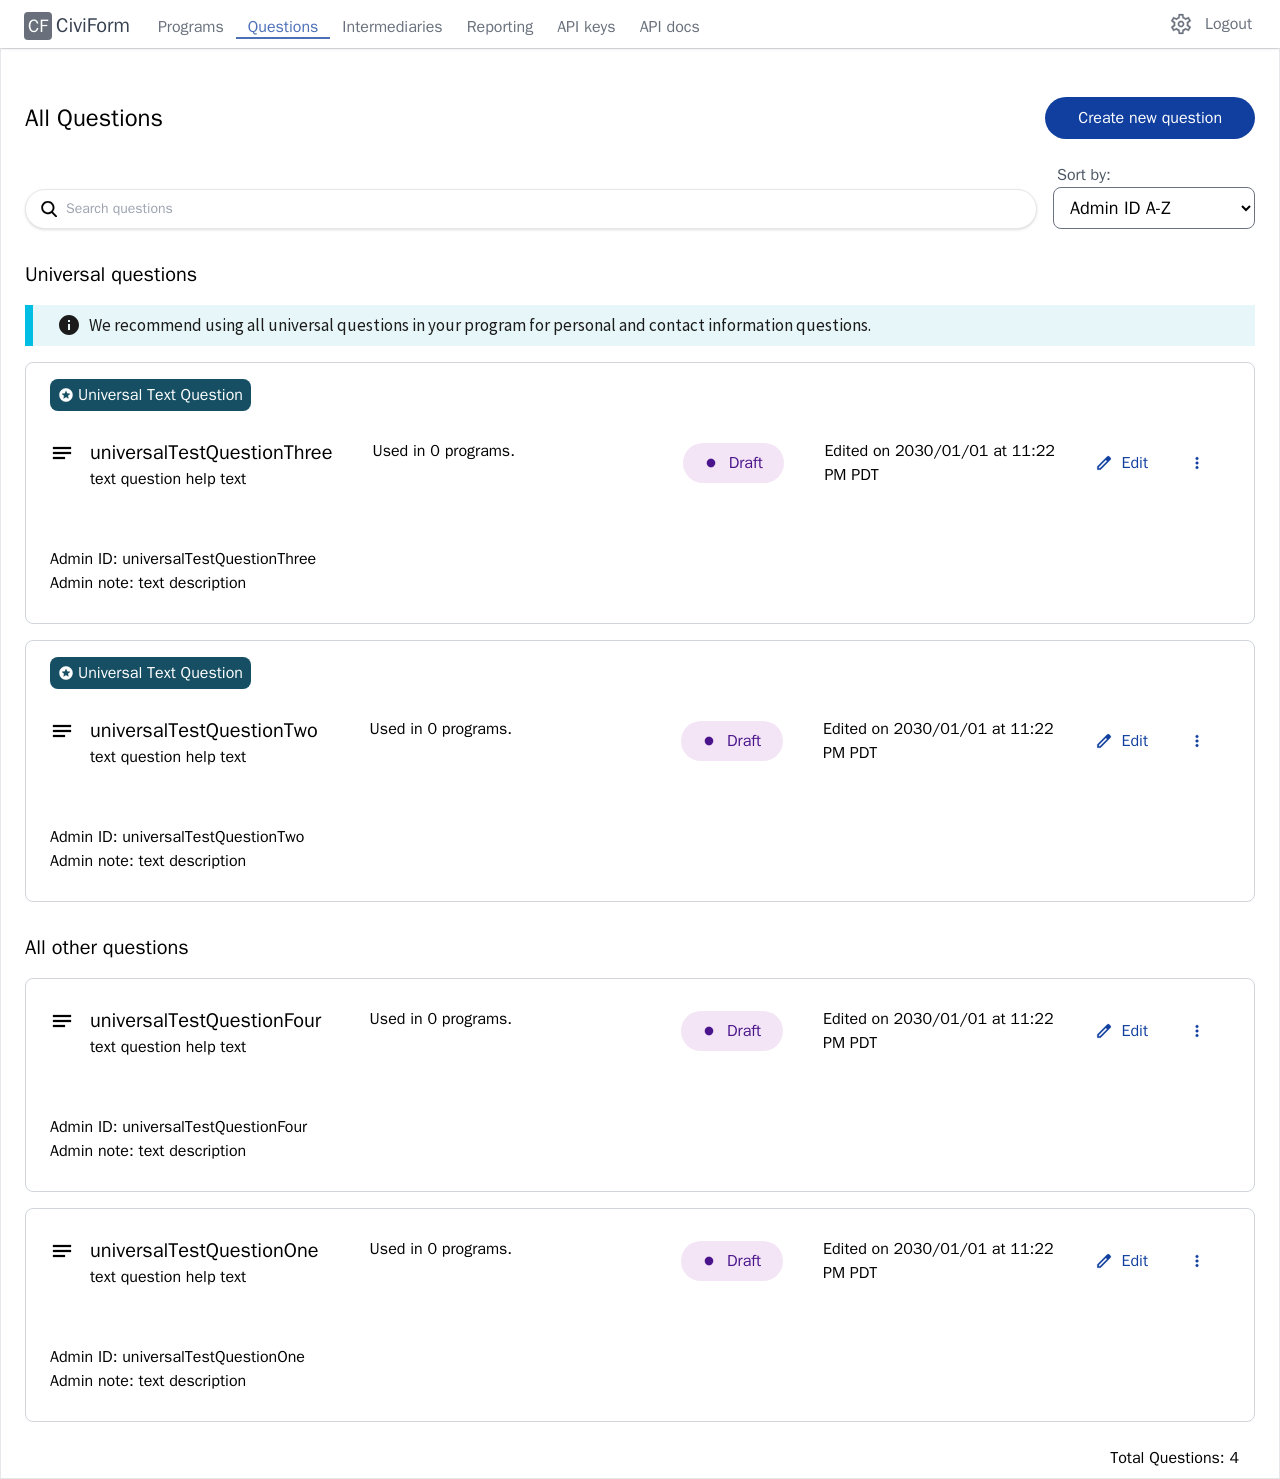 CF CiviForm Programs Questions Intermediaries Reporting API keys API docs Logout
All Questions
Create new question
Sort by:
Search questions
Admin ID A-Z
Universal questions
We recommend using all universal questions in your program for personal and contact information questions.
Universal Text Question
universalTestQuestionThree
text question help text
Used in 0 programs.
Draft
Edited on 2030/01/01 at 11:22
PM PDT
Edit
Admin ID: universalTestQuestionThree
Admin note: text description
Universal Text Question
universalTestQuestionTwo
text question help text
Used in 0 programs.
Draft
Edited on 2030/01/01 at 11:22
PM PDT
Edit
Admin ID: universalTestQuestionTwo
Admin note: text description
All other questions
universalTestQuestionFour
text question help text
Used in 0 programs.
Draft
Edited on 2030/01/01 at 11:22
PM PDT
Edit
Admin ID: universalTestQuestionFour
Admin note: text description
universalTestQuestionOne
text question help text
Used in 0 programs.
Draft
Edited on 2030/01/01 at 11:22
PM PDT
Edit
Admin ID: universalTestQuestionOne
Admin note: text description
Total Questions: 4